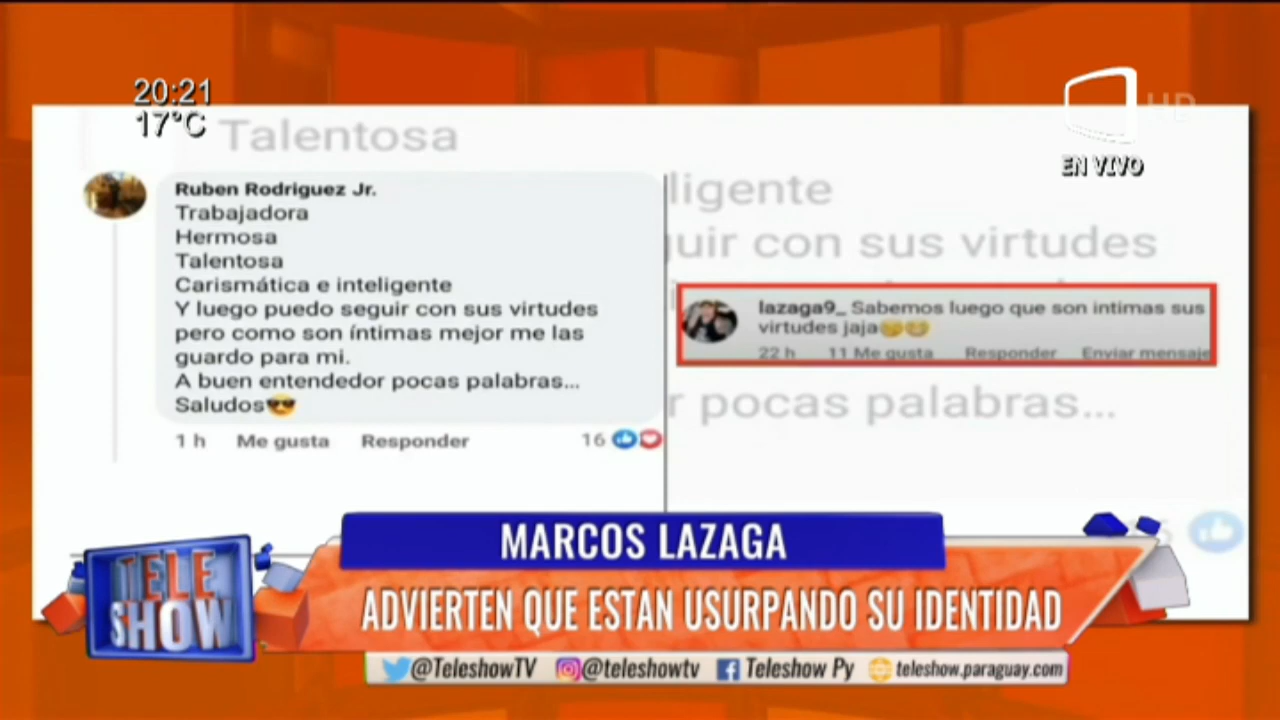 20:21
17°C
HD
EN VIVO
Talentosa
Ruben Rodriguez Jr.
Trabajadora
Hermosa
Talentosa
Carismática e inteligente
Y luego puedo seguir con sus virtudes
pero como son íntimas mejor me las
guardo para mi.
A buen entendedor pocas palabras...
Saludos😎
1 h Me gusta Responder 16
ligente
guir con sus virtudes
lazaga9_ Sabemos luego que son intimas sus
virtudes jaja
22 h 11 Me gusta Responder Enviar mensaje
r pocas palabras...
MARCOS LAZAGA
TELE
SHOW
ADVIERTEN QUE ESTAN USURPANDO SU IDENTIDAD
@TeleshowTV @teleshowtv Teleshow Py teleshow.paraguay.com